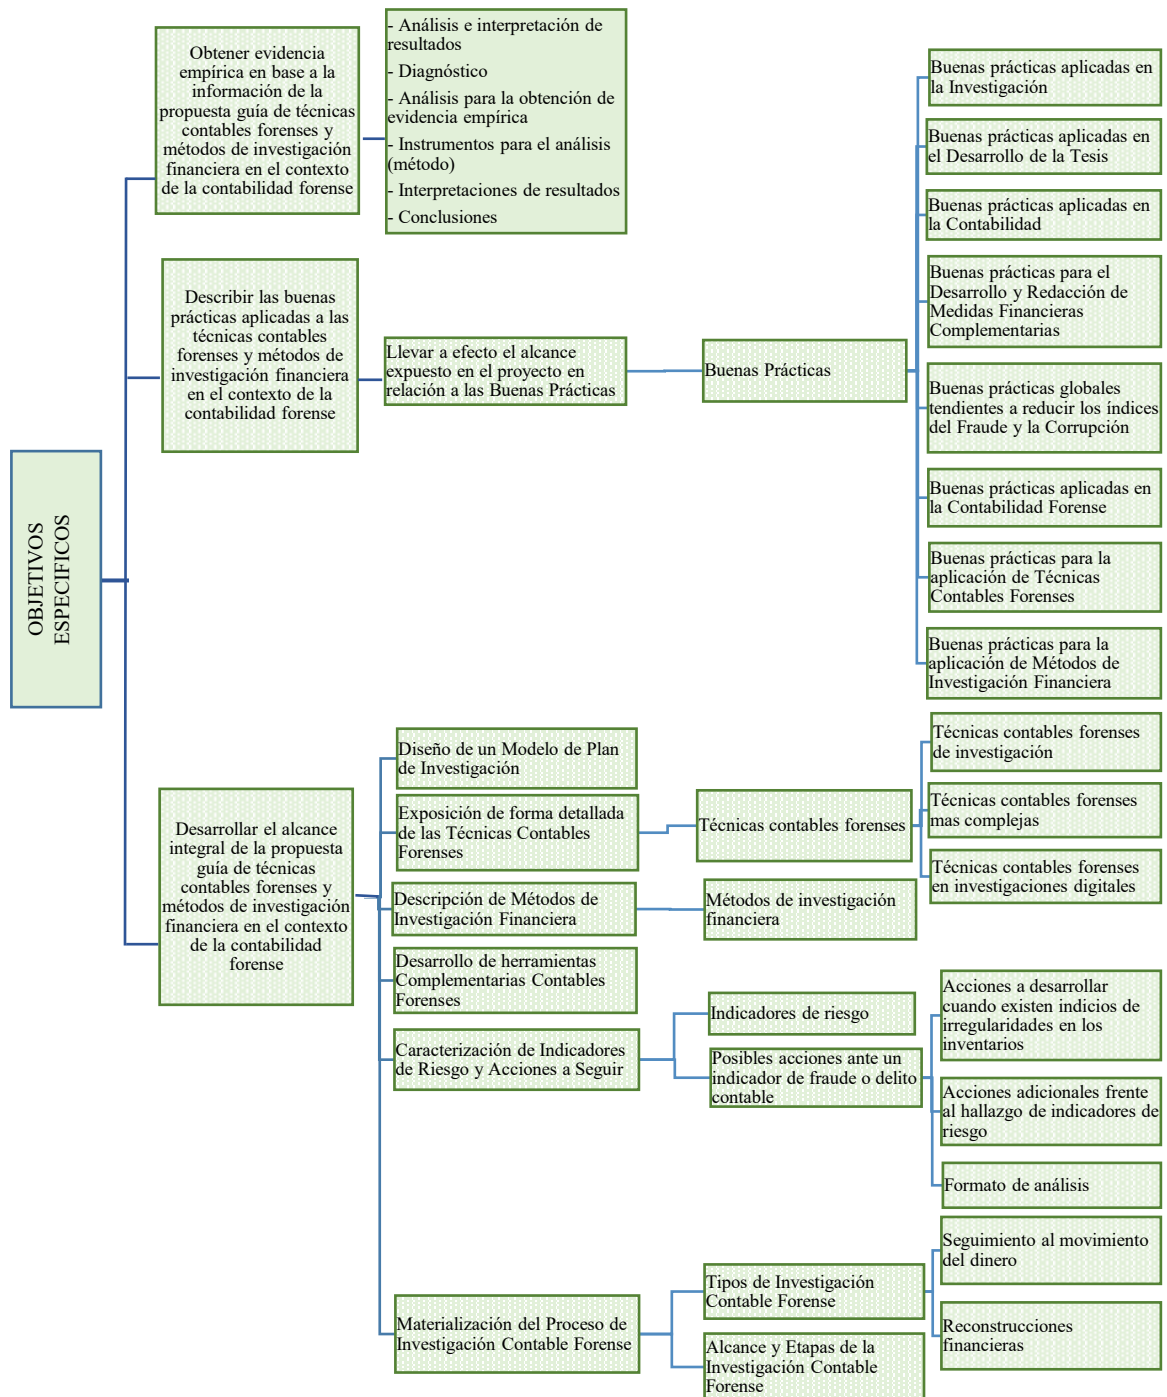 OBJETIVOS
ESPECIFICOS
Obtener evidencia
empírica en base a la
información de la
propuesta guía de técnicas
contables forenses y
métodos de investigación
financiera en el contexto
de la contabilidad forense
- Análisis e interpretación de
resultados
- Diagnóstico
- Análisis para la obtención de
evidencia empírica
- Instrumentos para el análisis
(método)
- Interpretaciones de resultados
- Conclusiones
Describir las buenas
prácticas aplicadas a las
técnicas contables
forenses y métodos de
investigación financiera
en el contexto de la
contabilidad forense
Llevar a efecto el alcance
expuesto en el proyecto en
relación a las Buenas Prácticas
Buenas Prácticas
Buenas prácticas aplicadas en
la Investigación
Buenas prácticas aplicadas en
el Desarrollo de la Tesis
Buenas prácticas aplicadas en
la Contabilidad
Buenas prácticas para el
Desarrollo y Redacción de
Medidas Financieras
Complementarias
Buenas prácticas globales
tendientes a reducir los índices
del Fraude y la Corrupción
Buenas prácticas aplicadas en
la Contabilidad Forense
Buenas prácticas para la
aplicación de Técnicas
Contables Forenses
Buenas prácticas para la
aplicación de Métodos de
Investigación Financiera
Desarrollar el alcance
integral de la propuesta
guía de técnicas
contables forenses y
métodos de investigación
financiera en el contexto
de la contabilidad
forense
Diseño de un Modelo de Plan
de Investigación
Exposición de forma detallada
de las Técnicas Contables
Forenses
Técnicas contables forenses
Técnicas contables forenses
de investigación
Técnicas contables forenses
mas complejas
Técnicas contables forenses
en investigaciones digitales
Descripción de Métodos de
Investigación Financiera
Métodos de investigación
financiera
Desarrollo de herramientas
Complementarias Contables
Forenses
Caracterización de Indicadores
de Riesgo y Acciones a Seguir
Indicadores de riesgo
Posibles acciones ante un
indicador de fraude o delito
contable
Acciones a desarrollar
cuando existen indicios de
irregularidades en los
inventarios
Acciones adicionales frente
al hallazgo de indicadores de
riesgo
Formato de análisis
Materialización del Proceso de
Investigación Contable Forense
Tipos de Investigación
Contable Forense
Seguimiento al movimiento
del dinero
Reconstrucciones
financieras
Alcance y Etapas de la
Investigación Contable
Forense